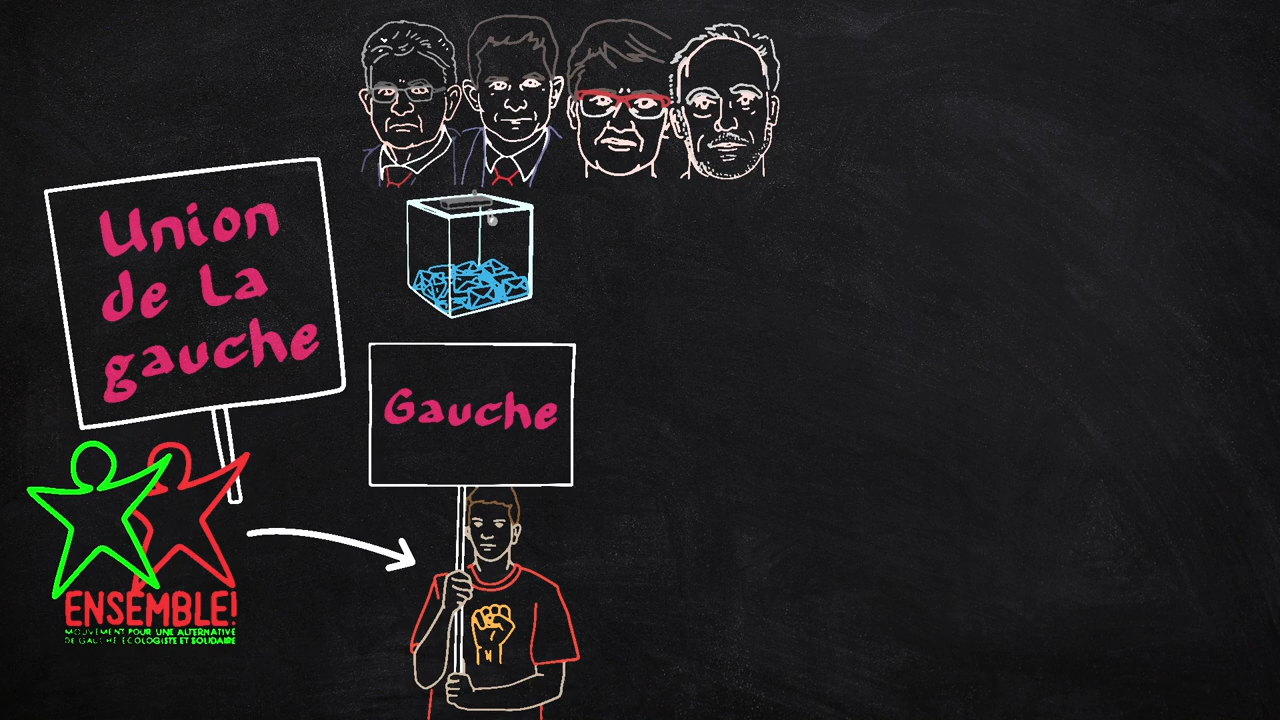 Union
de La
gauche
Gauche
ENSEMBLE!
MOUVEMENT POUR UNE ALTERNATIVE
DE GAUCHE ECOLOGISTE ET SOLIDAIRE